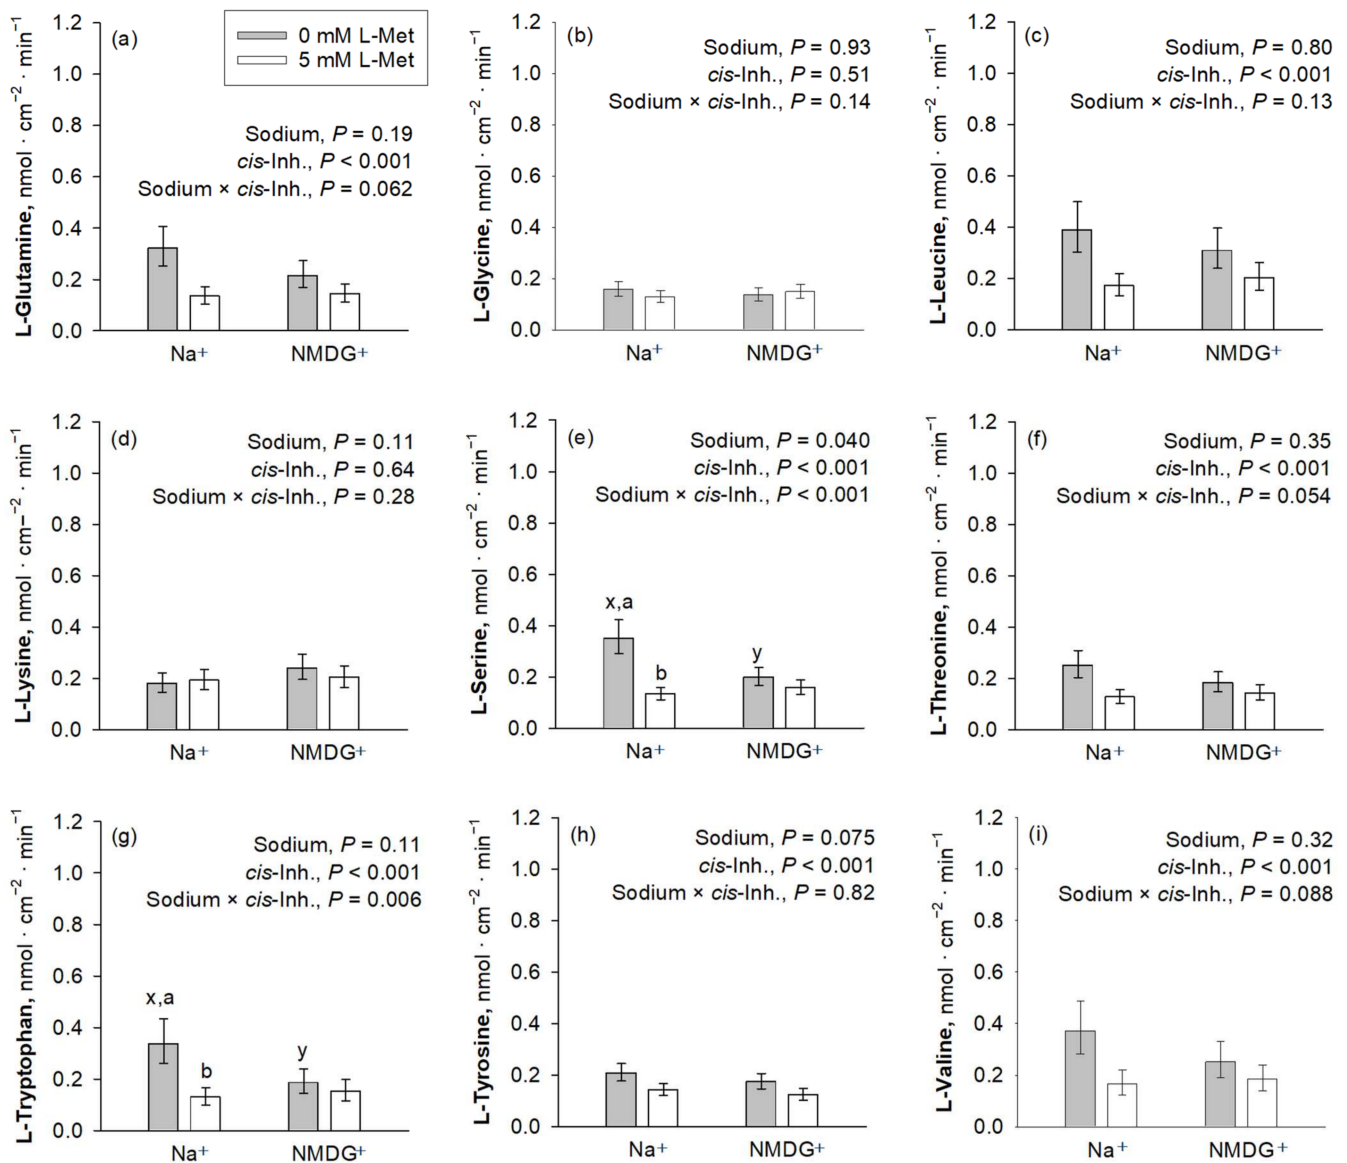 (a)
0 mM L-Met
5 mM L-Met
Sodium, P = 0.19
cis-Inh., P < 0.001
Sodium × cis-Inh., P = 0.062
L-Glutamine, nmol · cm⁻² · min⁻¹
1.2
1.0
0.8
0.6
0.4
0.2
0.0
Na⁺ NMDG⁺
(b)
Sodium, P = 0.93
cis-Inh., P = 0.51
Sodium × cis-Inh., P = 0.14
L-Glycine, nmol · cm⁻² · min⁻¹
1.2
1.0
0.8
0.6
0.4
0.2
0.0
Na⁺ NMDG⁺
(c)
Sodium, P = 0.80
cis-Inh., P < 0.001
Sodium × cis-Inh., P = 0.13
L-Leucine, nmol · cm⁻² · min⁻¹
1.2
1.0
0.8
0.6
0.4
0.2
0.0
Na⁺ NMDG⁺
(d)
Sodium, P = 0.11
cis-Inh., P = 0.64
Sodium × cis-Inh., P = 0.28
L-Lysine, nmol · cm−⁻² · min⁻¹
1.2
1.0
0.8
0.6
0.4
0.2
0.0
Na⁺ NMDG⁺
(e)
Sodium, P = 0.040
cis-Inh., P < 0.001
Sodium × cis-Inh., P < 0.001
L-Serine, nmol · cm⁻² · min⁻¹
1.2
1.0
0.8
0.6
0.4
0.2
0.0
x,a
b
y
Na⁺ NMDG⁺
(f)
Sodium, P = 0.35
cis-Inh., P < 0.001
Sodium × cis-Inh., P = 0.054
L-Threonine, nmol · cm⁻² · min⁻¹
1.2
1.0
0.8
0.6
0.4
0.2
0.0
Na⁺ NMDG⁺
(g)
Sodium, P = 0.11
cis-Inh., P < 0.001
Sodium × cis-Inh., P = 0.006
L-Tryptophan, nmol · cm⁻² · min⁻¹
1.2
1.0
0.8
0.6
0.4
0.2
0.0
x,a
b
y
Na⁺ NMDG⁺
(h)
Sodium, P = 0.075
cis-Inh., P < 0.001
Sodium × cis-Inh., P = 0.82
L-Tyrosine, nmol · cm⁻² · min⁻¹
1.2
1.0
0.8
0.6
0.4
0.2
0.0
Na⁺ NMDG⁺
(i)
Sodium, P = 0.32
cis-Inh., P < 0.001
Sodium × cis-Inh., P = 0.088
L-Valine, nmol · cm⁻² · min⁻¹
1.2
1.0
0.8
0.6
0.4
0.2
0.0
Na⁺ NMDG⁺